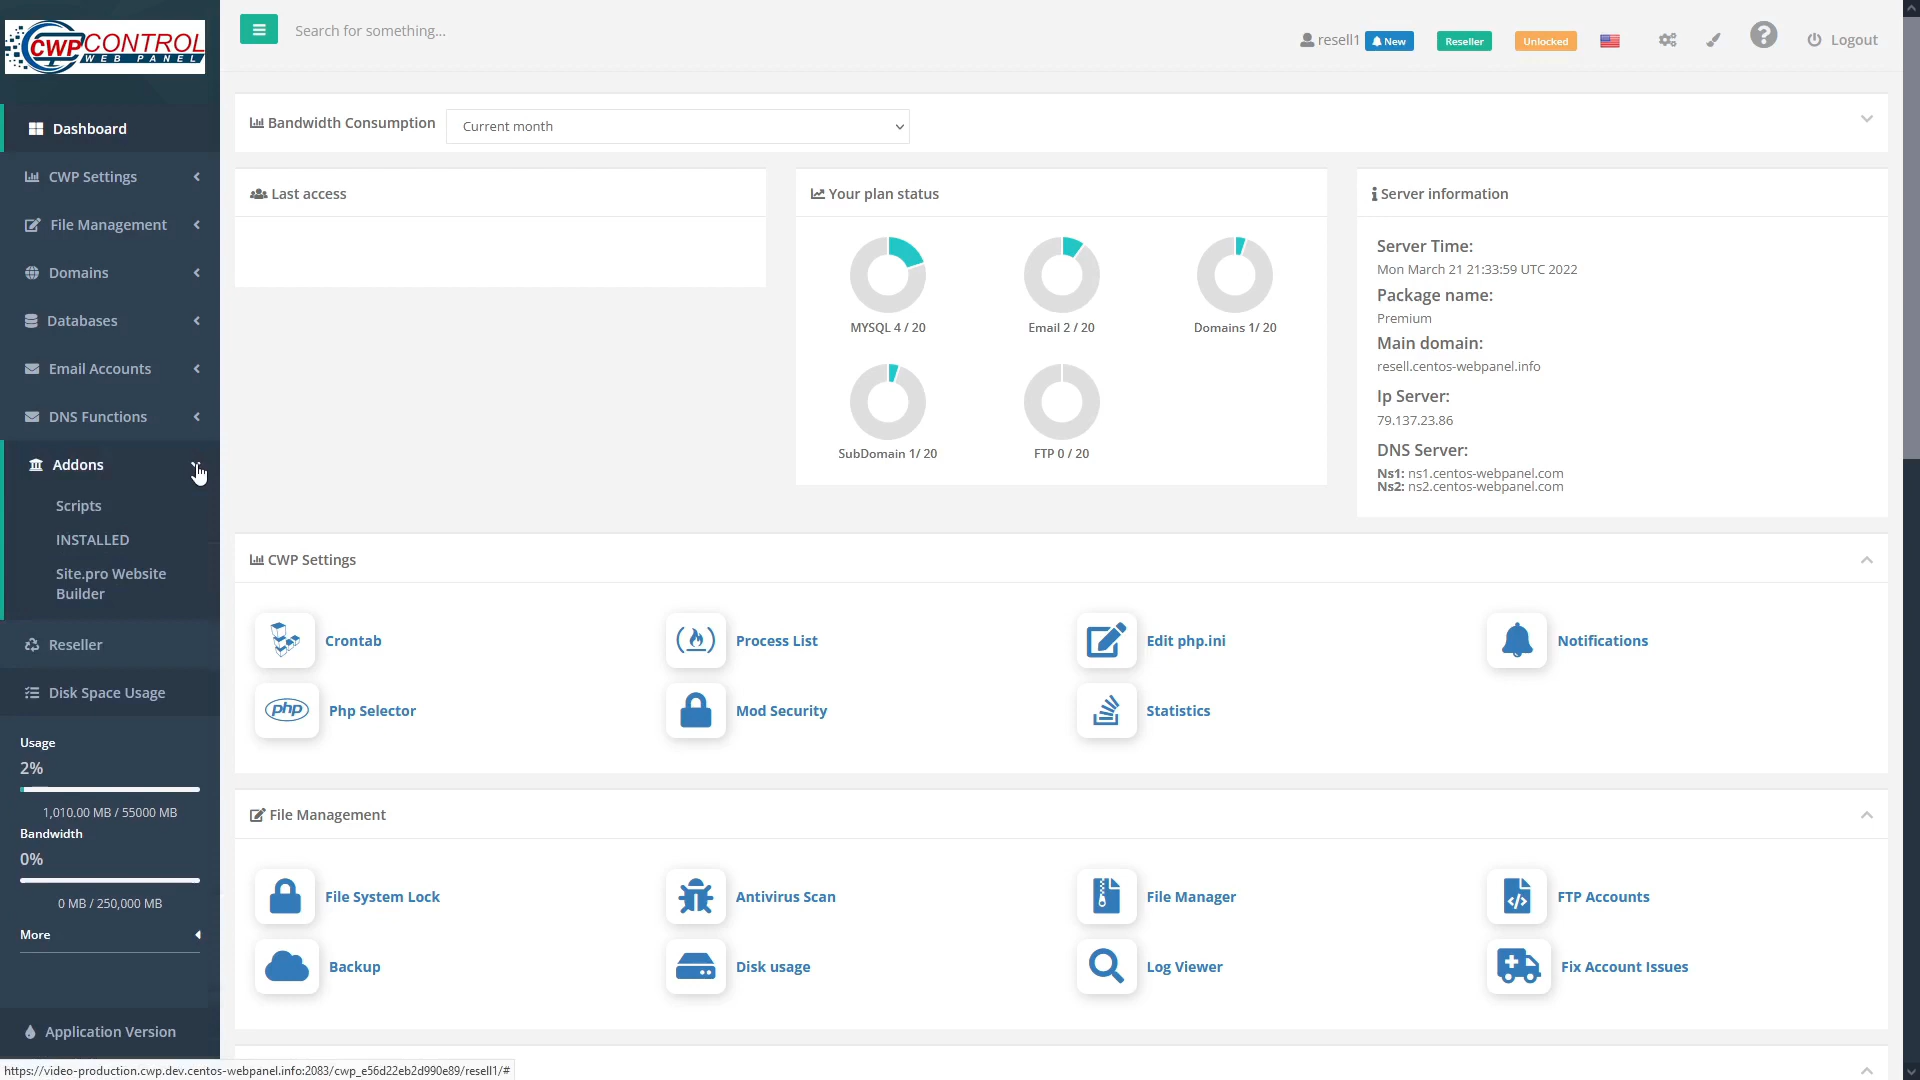 CWP CONTROL
WEB PANEL
Search for something...
resell1
New
Reseller
Unlocked
Logout
Dashboard
CWP Settings
File Management
Domains
Databases
Email Accounts
DNS Functions
Addons
Scripts
INSTALLED
Site.pro Website
Builder
Reseller
Disk Space Usage
Usage
2%
1,010.00 MB / 55000 MB
Bandwidth
0%
0 MB / 250,000 MB
More
Application Version
Bandwidth Consumption
Current month
Last access
Your plan status
MYSQL 4 / 20
Email 2 / 20
Domains 1/ 20
SubDomain 1/ 20
FTP 0 / 20
Server information
Server Time:
Mon March 21 21:33:59 UTC 2022
Package name:
Premium
Main domain:
resell.centos-webpanel.info
Ip Server:
79.137.23.86
DNS Server:
Ns1: ns1.centos-webpanel.com
Ns2: ns2.centos-webpanel.com
CWP Settings
Crontab
Process List
Edit php.ini
Notifications
php
Php Selector
Mod Security
Statistics
File Management
File System Lock
Antivirus Scan
File Manager
FTP Accounts
Backup
Disk usage
Log Viewer
Fix Account Issues
https://video-production.cwp.dev.centos-webpanel.info:2083/cwp_e56d22eb2d990e89/resell1/#